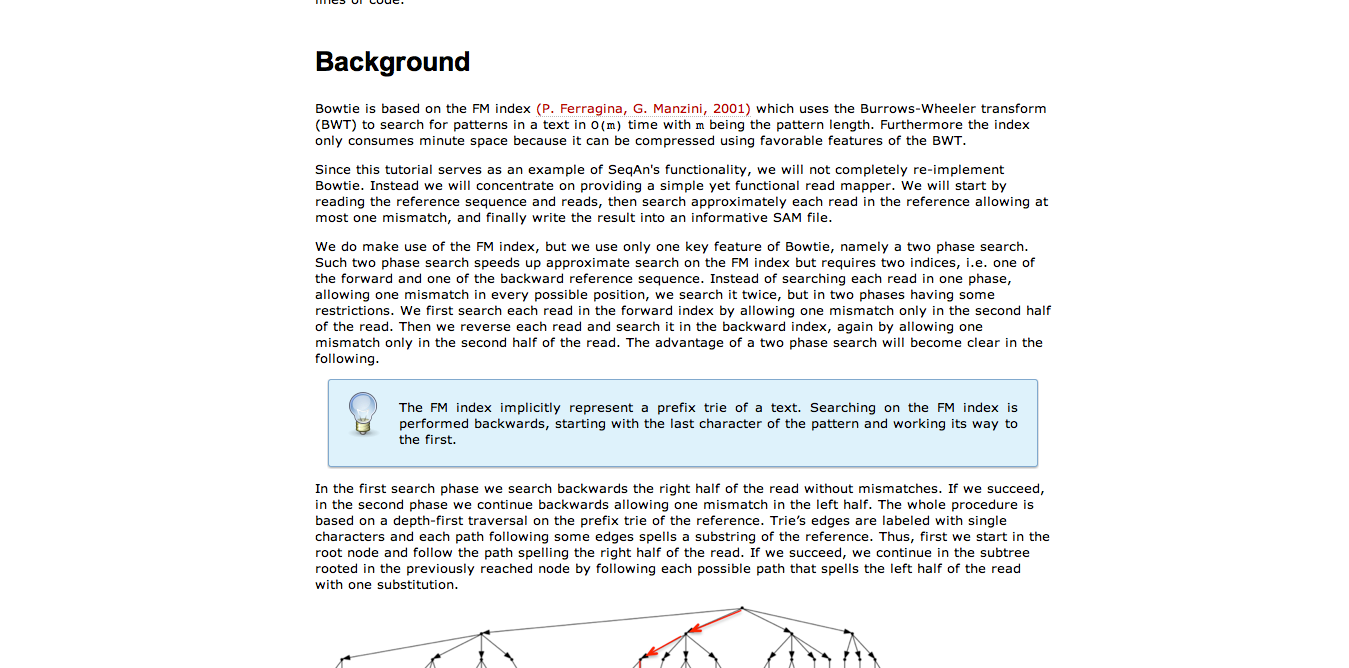 lines of code.
Background
Bowtie is based on the FM index (P. Ferragina, G. Manzini, 2001) which uses the Burrows-Wheeler transform
(BWT) to search for patterns in a text in O(m) time with m being the pattern length. Furthermore the index
only consumes minute space because it can be compressed using favorable features of the BWT.
Since this tutorial serves as an example of SeqAn's functionality, we will not completely re-implement
Bowtie. Instead we will concentrate on providing a simple yet functional read mapper. We will start by
reading the reference sequence and reads, then search approximately each read in the reference allowing at
most one mismatch, and finally write the result into an informative SAM file.
We do make use of the FM index, but we use only one key feature of Bowtie, namely a two phase search.
Such two phase search speeds up approximate search on the FM index but requires two indices, i.e. one of
the forward and one of the backward reference sequence. Instead of searching each read in one phase,
allowing one mismatch in every possible position, we search it twice, but in two phases having some
restrictions. We first search each read in the forward index by allowing one mismatch only in the second half
of the read. Then we reverse each read and search it in the backward index, again by allowing one
mismatch only in the second half of the read. The advantage of a two phase search will become clear in the
following.
The FM index implicitly represent a prefix trie of a text. Searching on the FM index is
performed backwards, starting with the last character of the pattern and working its way to
the first.
In the first search phase we search backwards the right half of the read without mismatches. If we succeed,
in the second phase we continue backwards allowing one mismatch in the left half. The whole procedure is
based on a depth-first traversal on the prefix trie of the reference. Trie’s edges are labeled with single
characters and each path following some edges spells a substring of the reference. Thus, first we start in the
root node and follow the path spelling the right half of the read. If we succeed, we continue in the subtree
rooted in the previously reached node by following each possible path that spells the left half of the read
with one substitution.